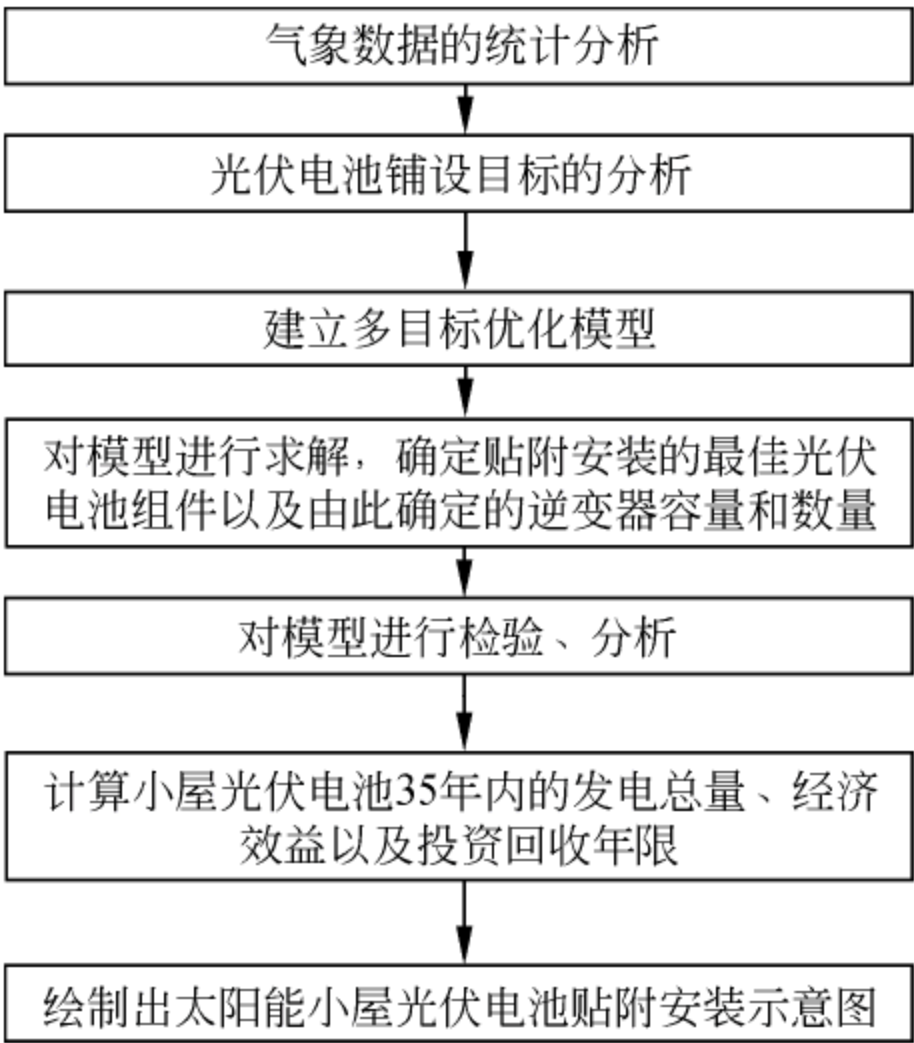 气象数据的统计分析
光伏电池铺设目标的分析
建立多目标优化模型
对模型进行求解，确定贴附安装的最佳光伏
电池组件以及由此确定的逆变器容量和数量
对模型进行检验、分析
计算小屋光伏电池35年内的发电总量、经济
效益以及投资回收年限
绘制出太阳能小屋光伏电池贴附安装示意图